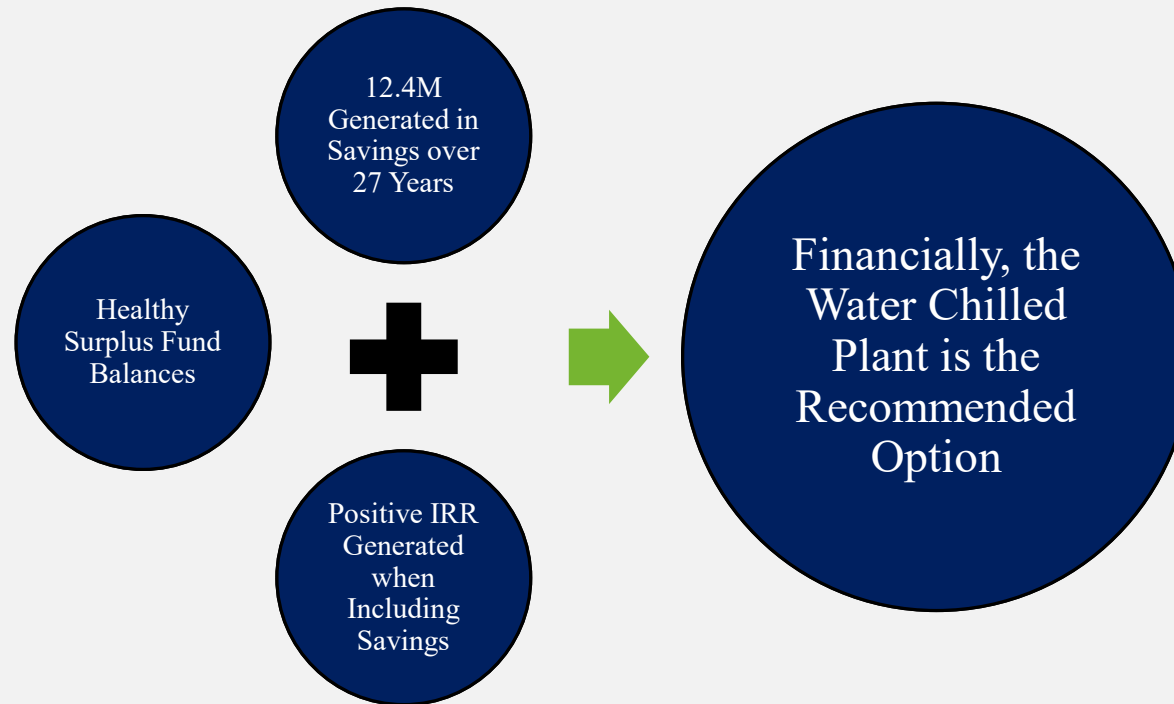 12.4M
Generated in
Savings over
27 Years
Healthy
Surplus Fund
Balances
Positive IRR
Generated
when
Including
Savings
Financially, the
Water Chilled
Plant is the
Recommended
Option